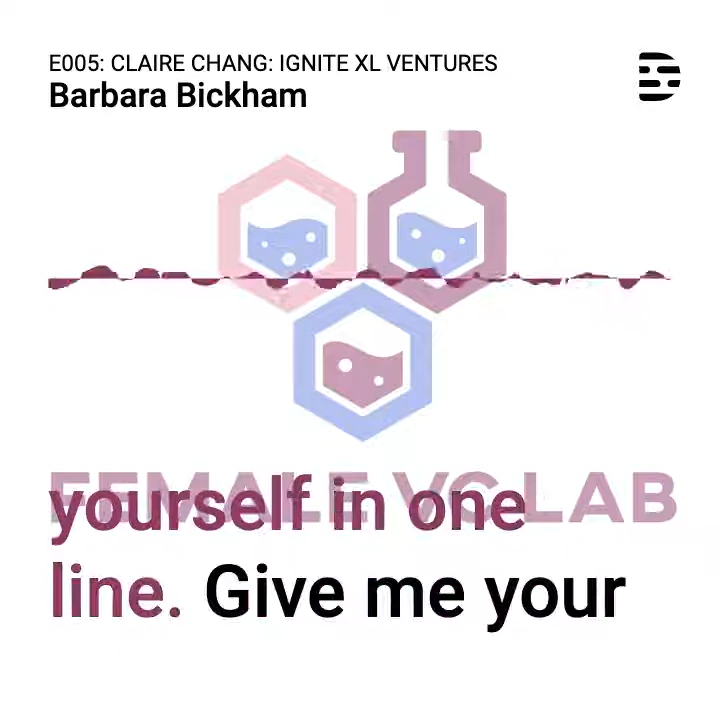 E005: CLAIRE CHANG: IGNITE XL VENTURES
Barbara Bickham
FEMALE VC LAB
yourself in one
line. Give me your